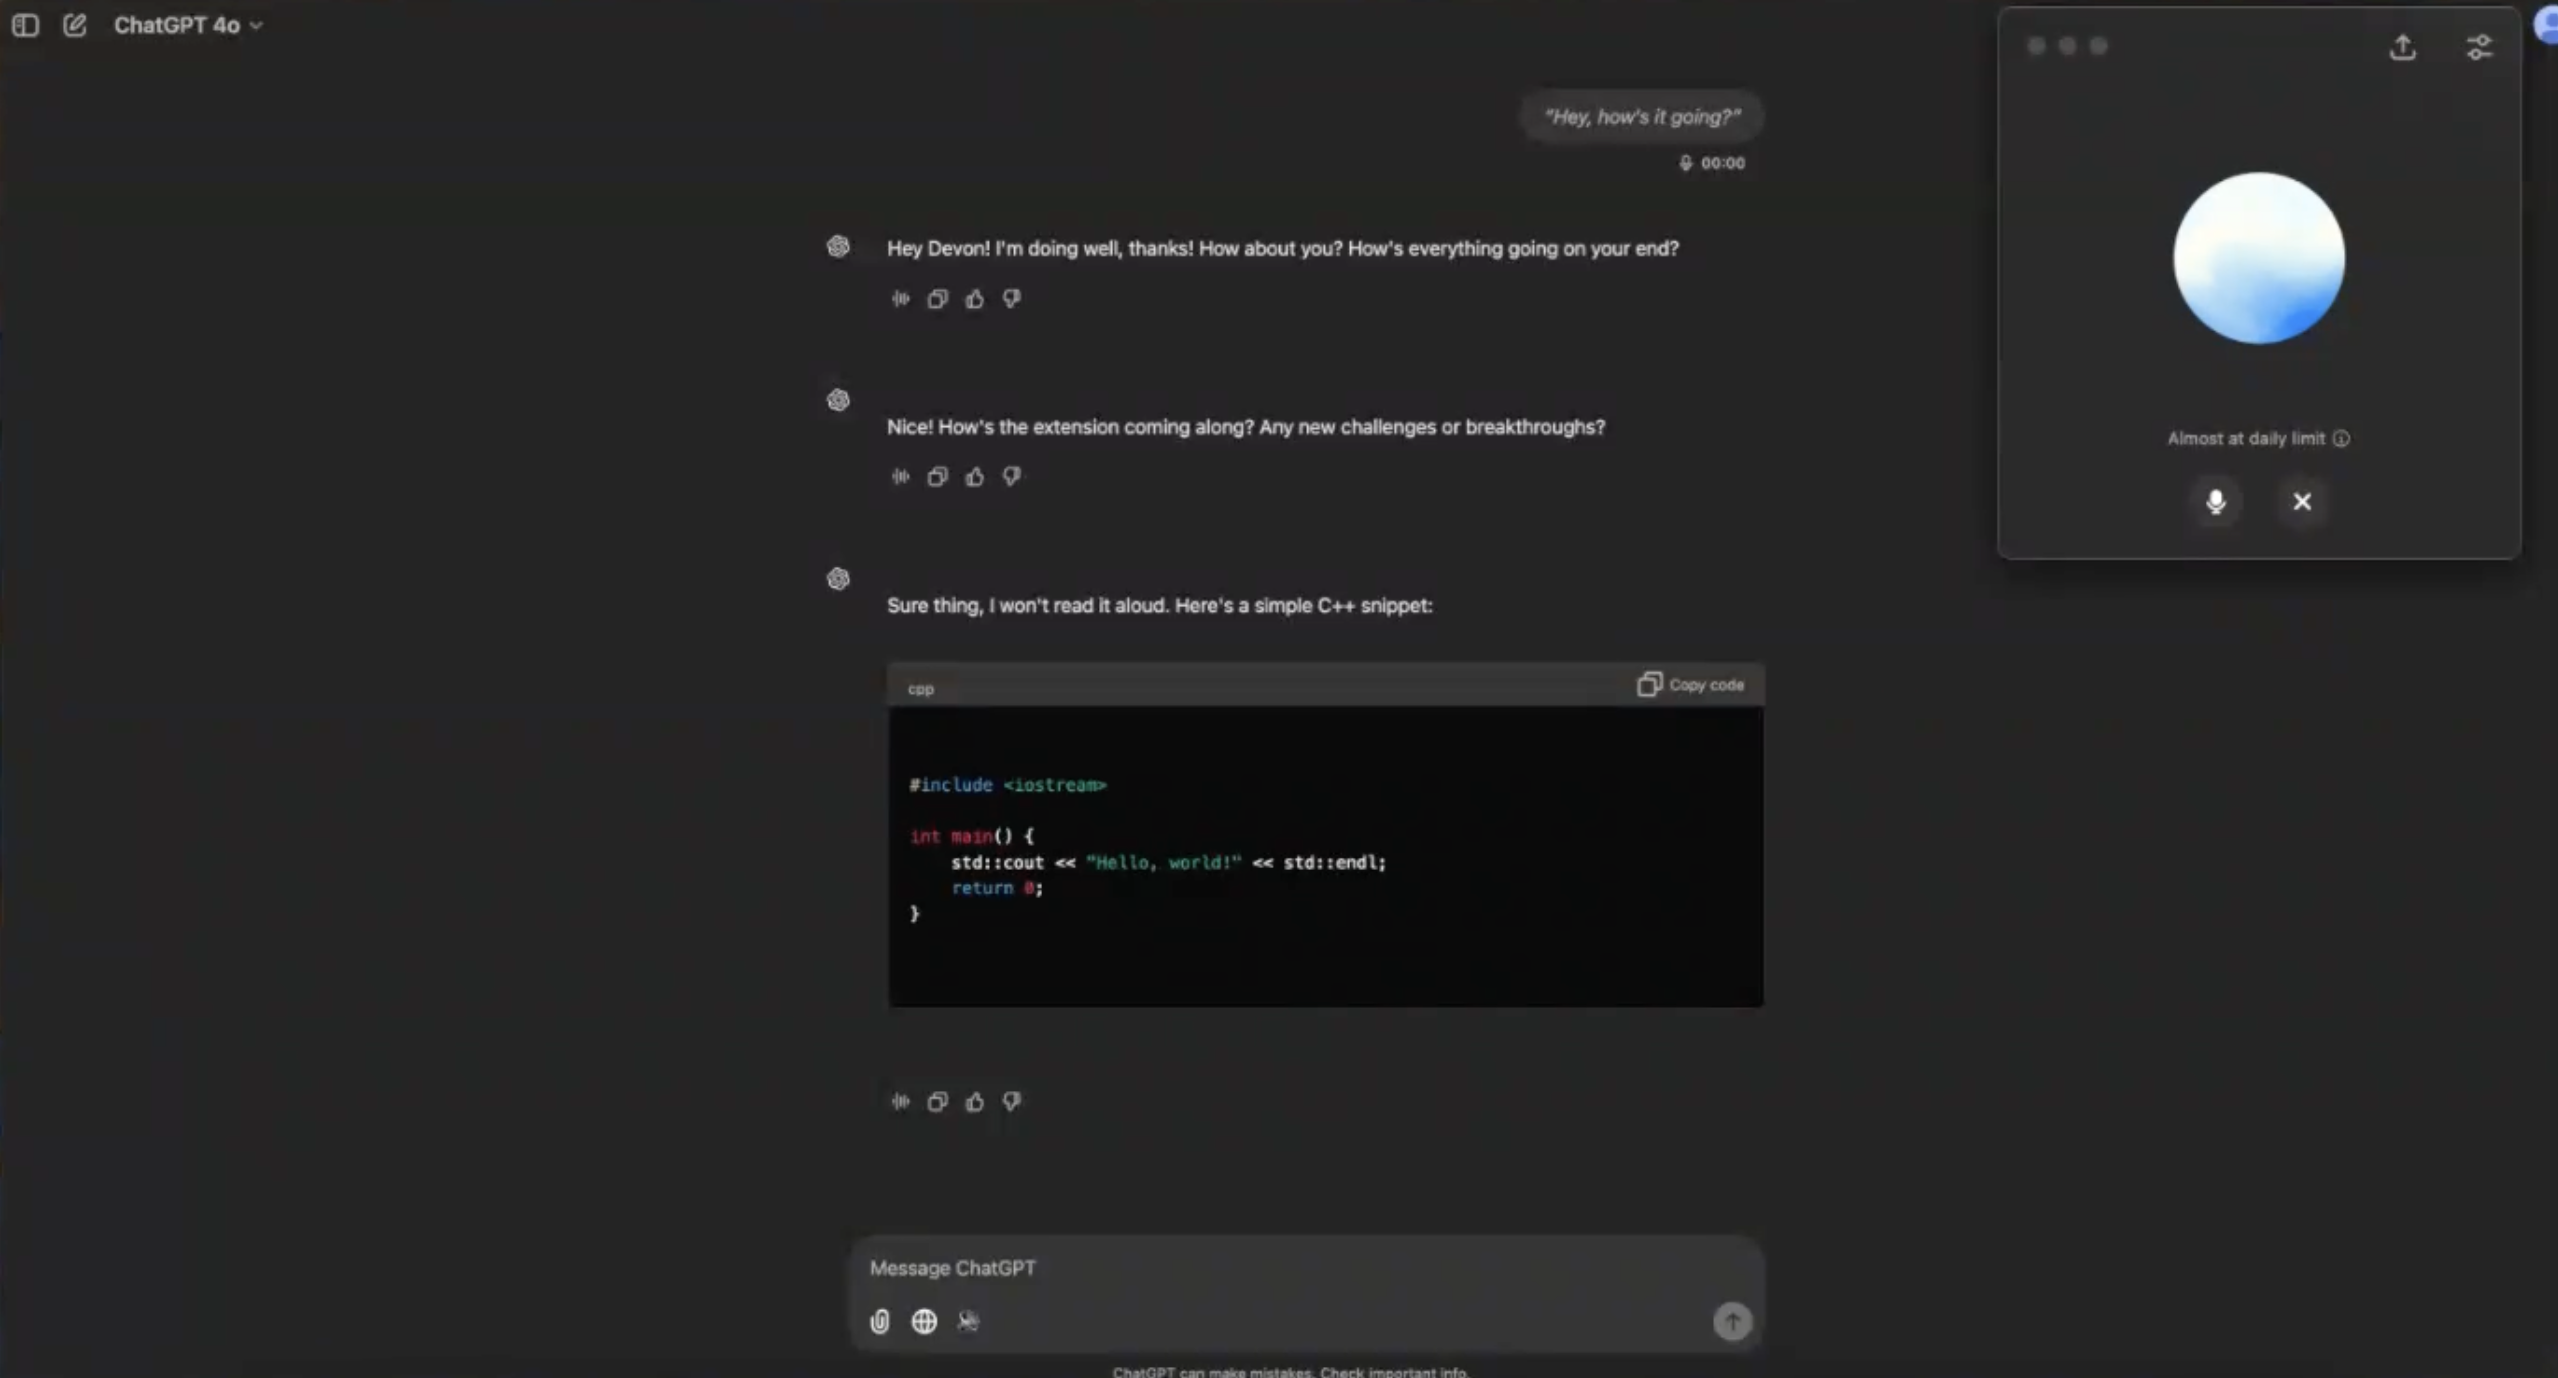 ChatGPT 4o
"Hey, how's it going?"
00:00
Hey Devon! I'm doing well, thanks! How about you? How's everything going on your end?
Nice! How's the extension coming along? Any new challenges or breakthroughs?
Sure thing, I won't read it aloud. Here's a simple C++ snippet:
cpp
Copy code
#include <iostream>
int main() {
    std::cout << "Hello, world!" << std::endl;
    return 0;
}
Message ChatGPT
ChatGPT can make mistakes. Check important info.
Almost at daily limit